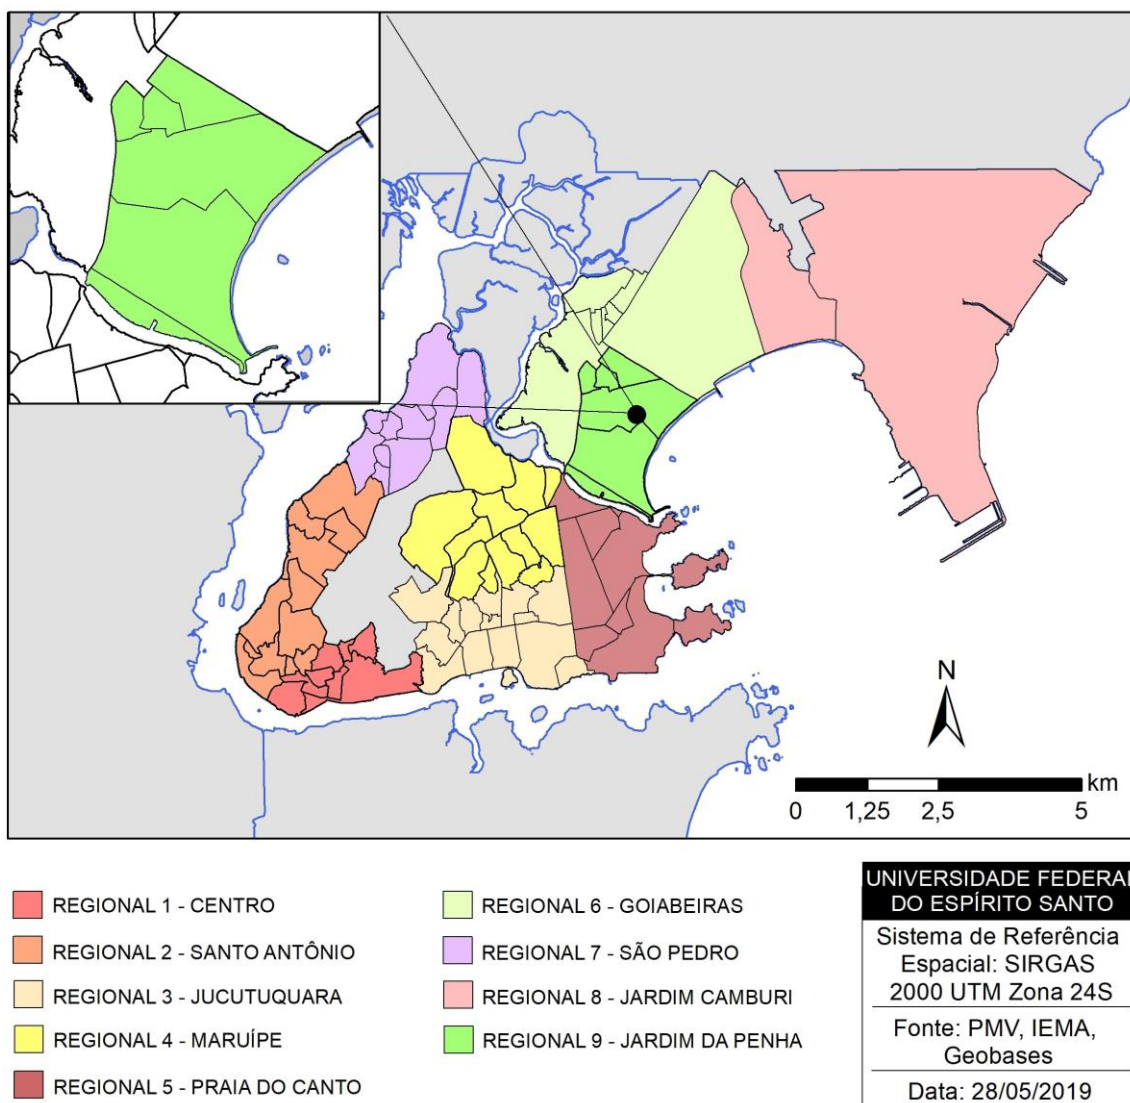 N
km
0 1,25 2,5 5
REGIONAL 1 - CENTRO
REGIONAL 2 - SANTO ANTÔNIO
REGIONAL 3 - JUCUTUQUARA
REGIONAL 4 - MARUÍPE
REGIONAL 5 - PRAIA DO CANTO
REGIONAL 6 - GOIABEIRAS
REGIONAL 7 - SÃO PEDRO
REGIONAL 8 - JARDIM CAMBURI
REGIONAL 9 - JARDIM DA PENHA
UNIVERSIDADE FEDERAL
DO ESPÍRITO SANTO
Sistema de Referência
Espacial: SIRGAS
2000 UTM Zona 24S
Fonte: PMV, IEMA,
Geobases
Data: 28/05/2019